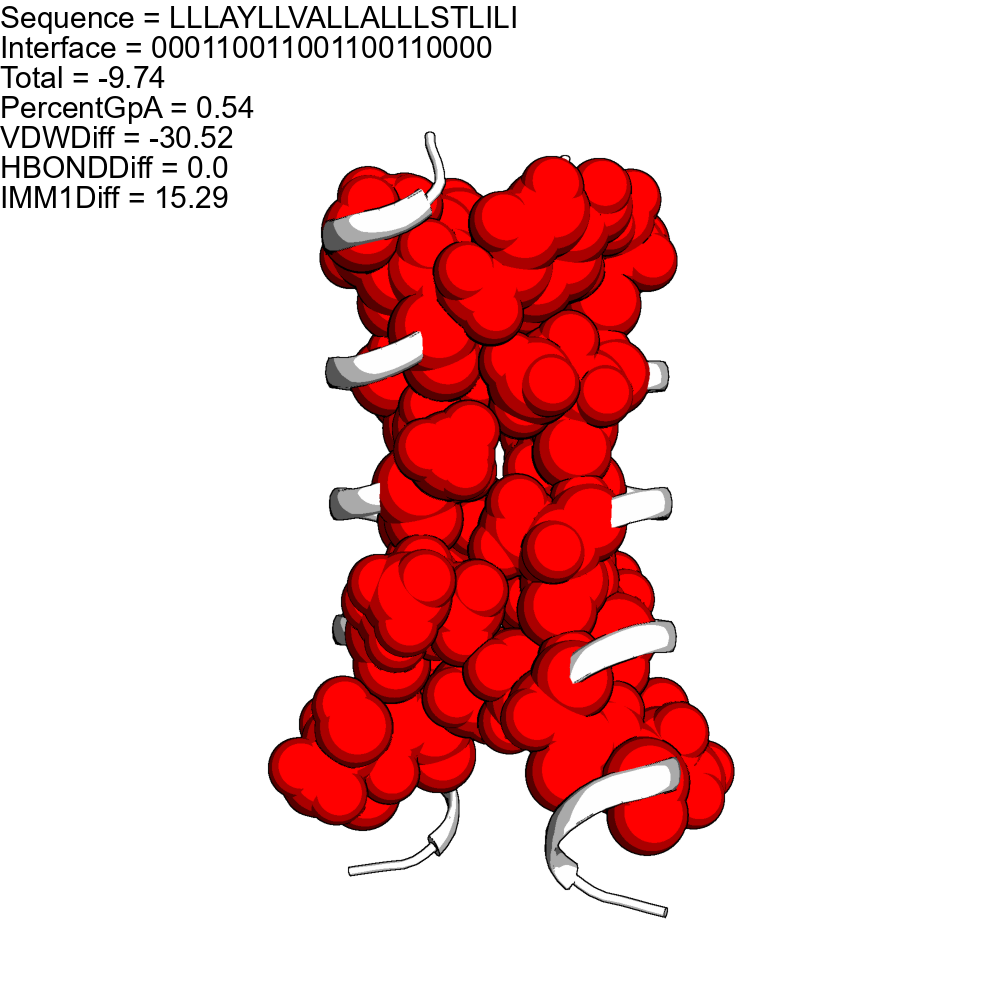 Sequence = LLLAYLLVALLALLLSTLILI
Interface = 000110011001100110000
Total = -9.74
PercentGpA = 0.54
VDWDiff = -30.52
HBONDDiff = 0.0
IMM1Diff = 15.29